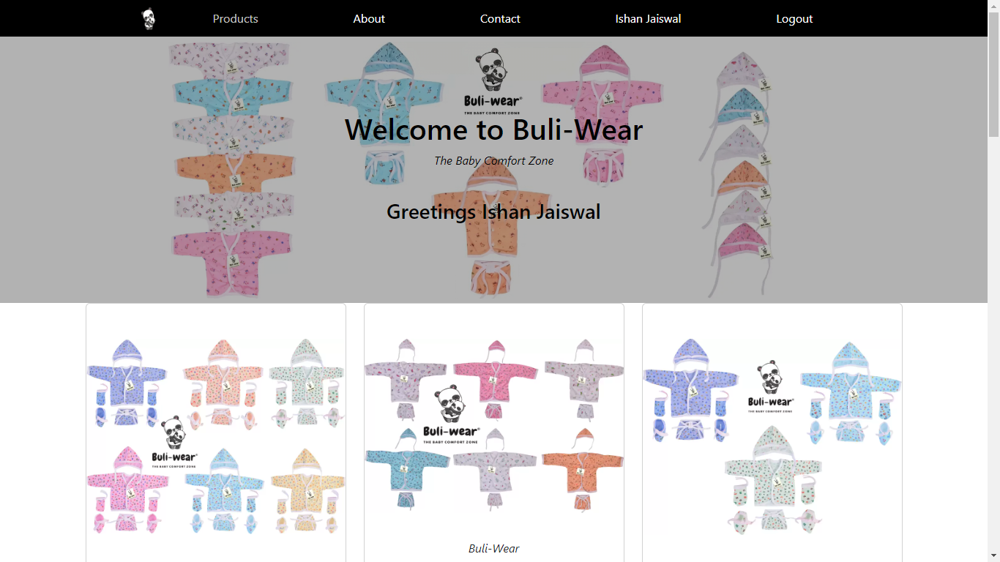 Products About Contact Ishan Jaiswal Logout
Buli-wear®
THE BABY COMFORT ZONE
Welcome to Buli-Wear
The Baby Comfort Zone
Greetings Ishan Jaiswal
Buli-wear®
THE BABY COMFORT ZONE
Buli-wear®
THE BABY COMFORT ZONE
Buli-wear®
THE BABY COMFORT ZONE
Buli-Wear